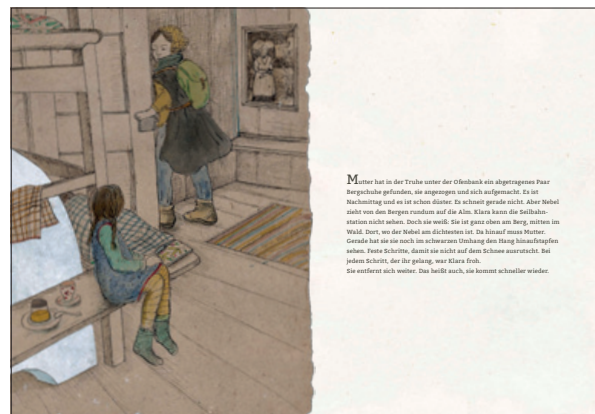 Mutter hat in der Truhe unter der Ofenbank ein abgetragenes Paar
Bergschuhe gefunden, sie angezogen und sich aufgemacht. Es ist
Nachmittag und es ist schon düster. Es schneit gerade nicht. Aber Nebel
zieht von den Bergen rundum auf die Alm. Klara kann die Seilbahn-
station nicht sehen. Doch sie weiß: Sie ist ganz oben am Berg, mitten im
Wald. Dort, wo der Nebel am dichtesten ist. Da hinauf muss Mutter.
Gerade hat sie sie noch im schwarzen Umhang den Hang hinaufstapfen
sehen. Feste Schritte, damit sie nicht auf dem Schnee ausrutscht. Bei
jedem Schritt, der ihr gelang, war Klara froh.
Sie entfernt sich weiter. Das heißt auch, sie kommt schneller wieder.